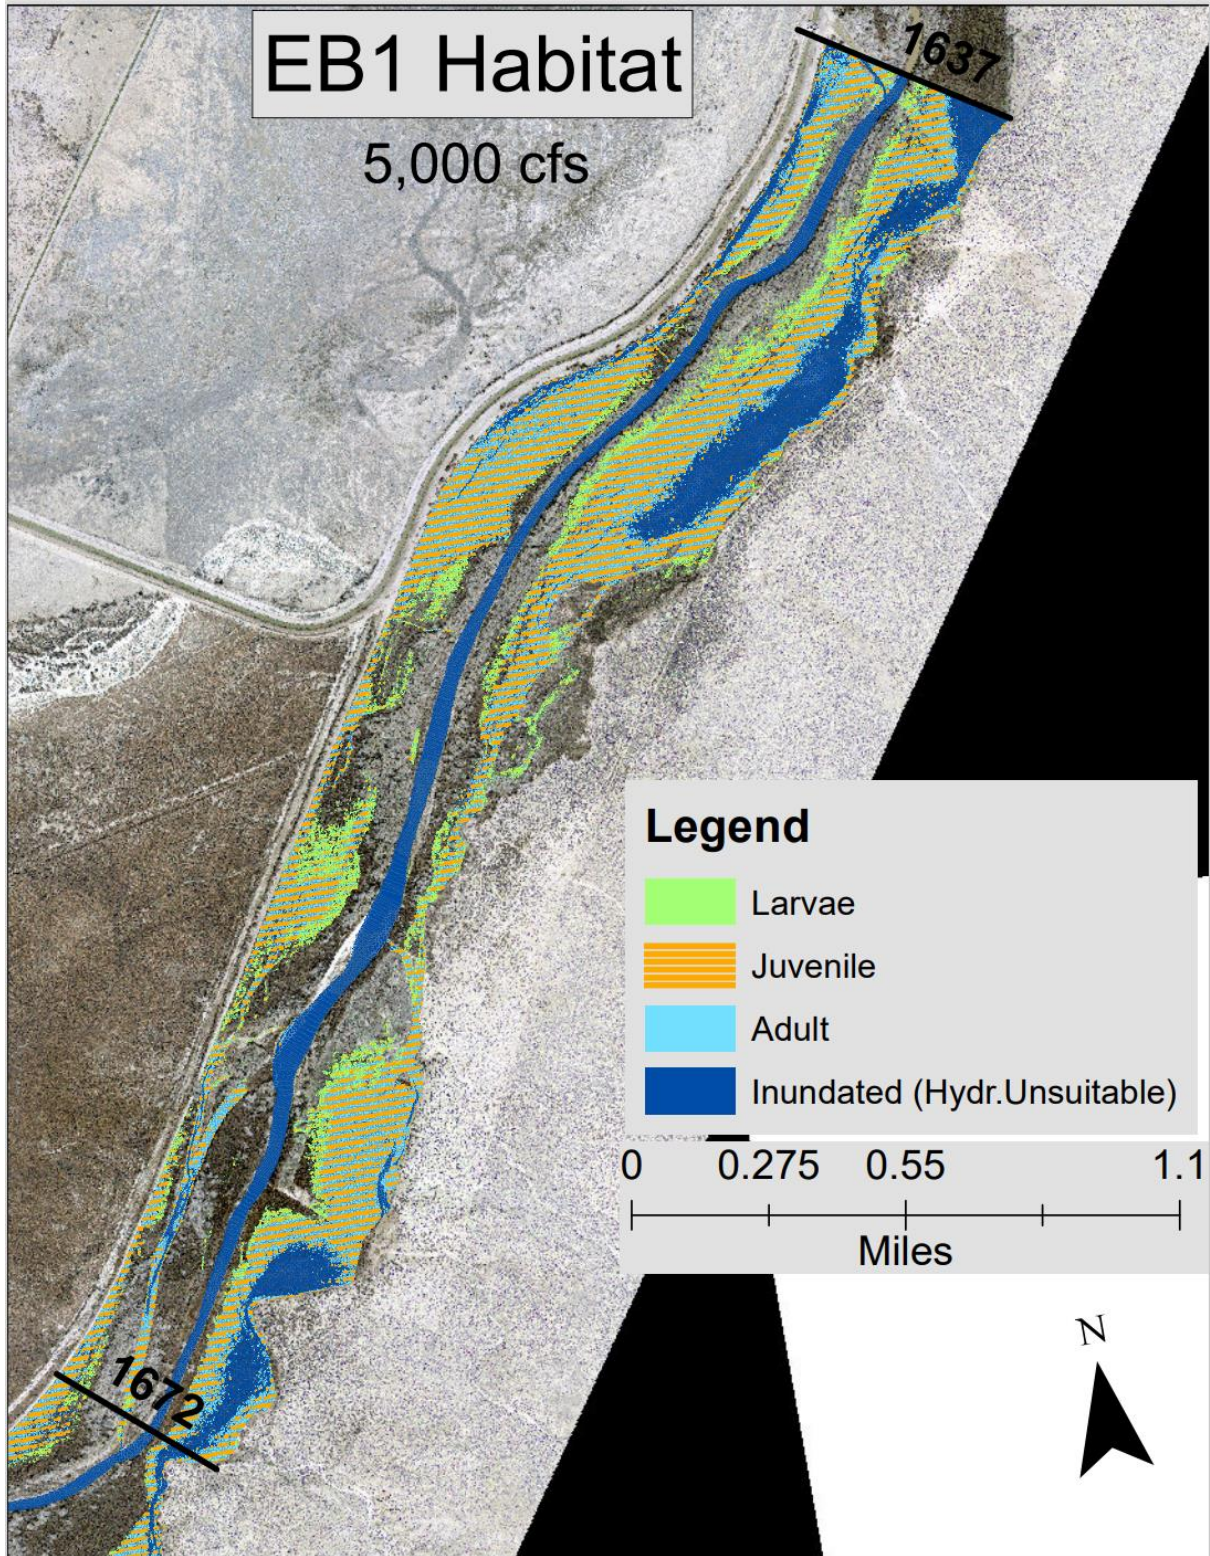 EB1 Habitat
5,000 cfs
1637
Legend
Larvae
Juvenile
Adult
Inundated (Hydr.Unsuitable)
0 0.275 0.55 1.1
Miles
N
1672